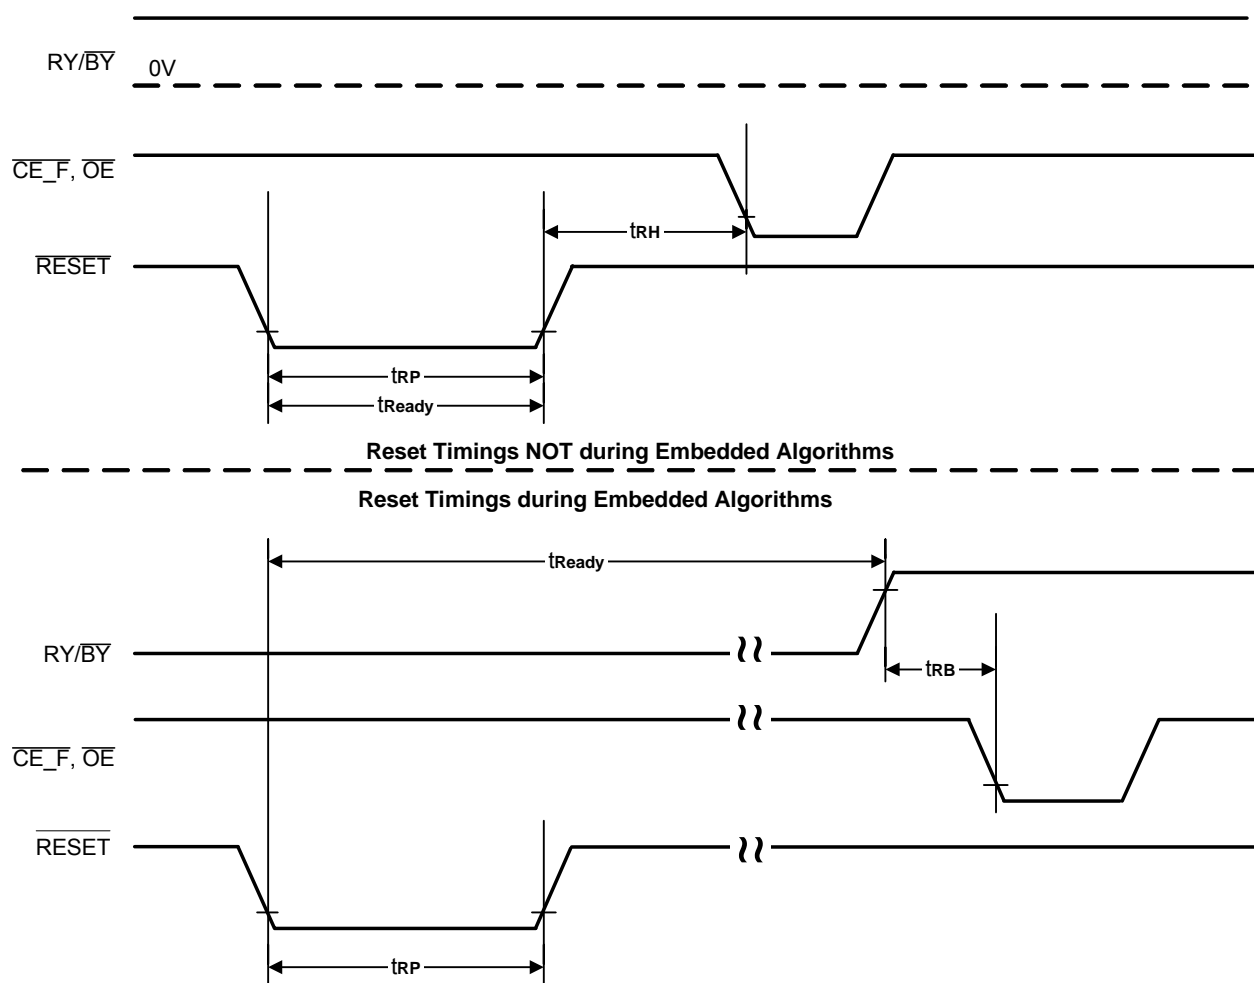 RY/BY
0V
CE_F, OE
tRH
RESET
tRP
tReady
Reset Timings NOT during Embedded Algorithms
Reset Timings during Embedded Algorithms
tReady
RY/BY
tRB
CE_F, OE
RESET
tRP